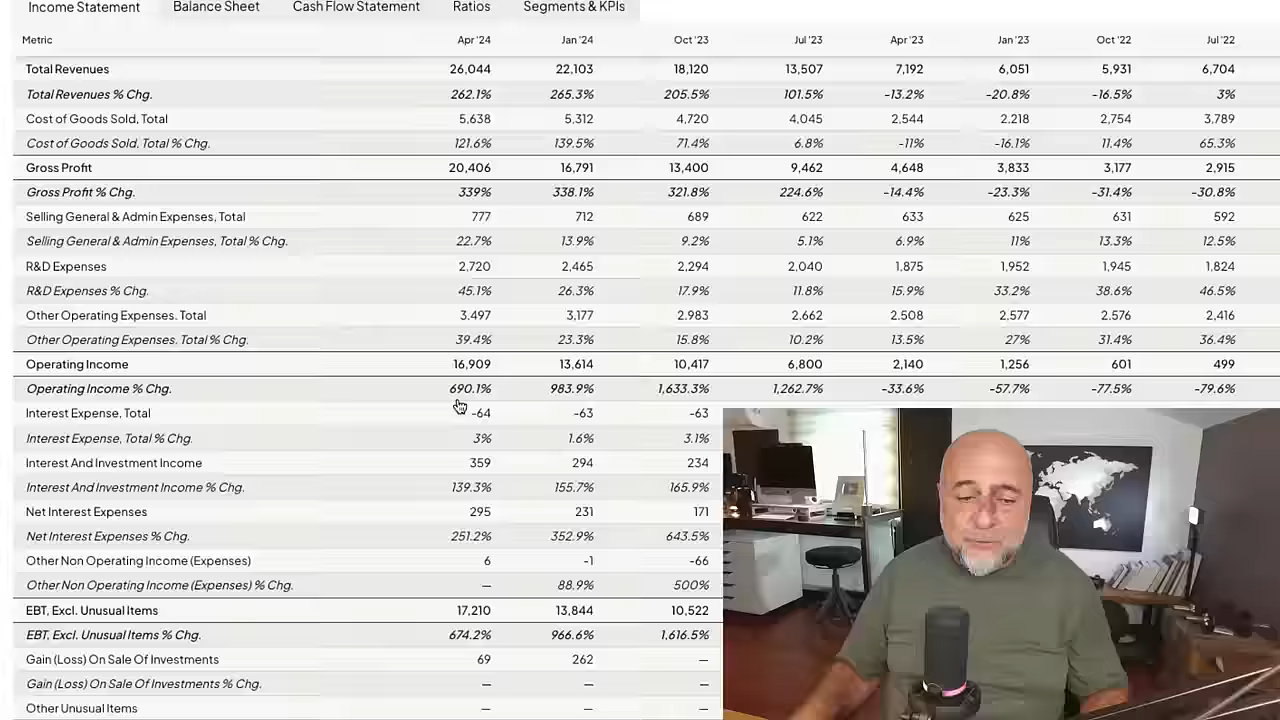 Income Statement Balance Sheet Cash Flow Statement Ratios Segments & KPIs
Metric Apr '24 Jan '24 Oct '23 Jul '23 Apr '23 Jan '23 Oct '22 Jul '22
Total Revenues 26,044 22,103 18,120 13,507 7,192 6,051 5,931 6,704
Total Revenues % Chg. 262.1% 265.3% 205.5% 101.5% -13.2% -20.8% -16.5% 3%
Cost of Goods Sold, Total 5,638 5,312 4,720 4,045 2,544 2,218 2,754 3,789
Cost of Goods Sold, Total % Chg. 121.6% 139.5% 71.4% 6.8% -11% -16.1% 11.4% 65.3%
Gross Profit 20,406 16,791 13,400 9,462 4,648 3,833 3,177 2,915
Gross Profit % Chg. 339% 338.1% 321.8% 224.6% -14.4% -23.3% -31.4% -30.8%
Selling General & Admin Expenses, Total 777 712 689 622 633 625 631 592
Selling General & Admin Expenses, Total % Chg. 22.7% 13.9% 9.2% 5.1% 6.9% 11% 13.3% 12.5%
R&D Expenses 2,720 2,465 2,294 2,040 1,875 1,952 1,945 1,824
R&D Expenses % Chg. 45.1% 26.3% 17.9% 11.8% 15.9% 33.2% 38.6% 46.5%
Other Operating Expenses, Total 3,497 3,177 2,983 2,662 2,508 2,577 2,576 2,416
Other Operating Expenses, Total % Chg. 39.4% 23.3% 15.8% 10.2% 13.5% 27% 31.4% 36.4%
Operating Income 16,909 13,614 10,417 6,800 2,140 1,256 601 499
Operating Income % Chg. 690.1% 983.9% 1,633.3% 1,262.7% -33.6% -57.7% -77.5% -79.6%
Interest Expense, Total -64 -63 -63
Interest Expense, Total % Chg. 3% 1.6% 3.1%
Interest And Investment Income 359 294 234
Interest And Investment Income % Chg. 139.3% 155.7% 165.9%
Net Interest Expenses 295 231 171
Net Interest Expenses % Chg. 251.2% 352.9% 643.5%
Other Non Operating Income (Expenses) 6 -1 -66
Other Non Operating Income (Expenses) % Chg. — 88.9% 500%
EBT, Excl. Unusual Items 17,210 13,844 10,522
EBT, Excl. Unusual Items % Chg. 674.2% 966.6% 1,616.5%
Gain (Loss) On Sale Of Investments 69 262 —
Gain (Loss) On Sale Of Investments % Chg. — — —
Other Unusual Items — — —